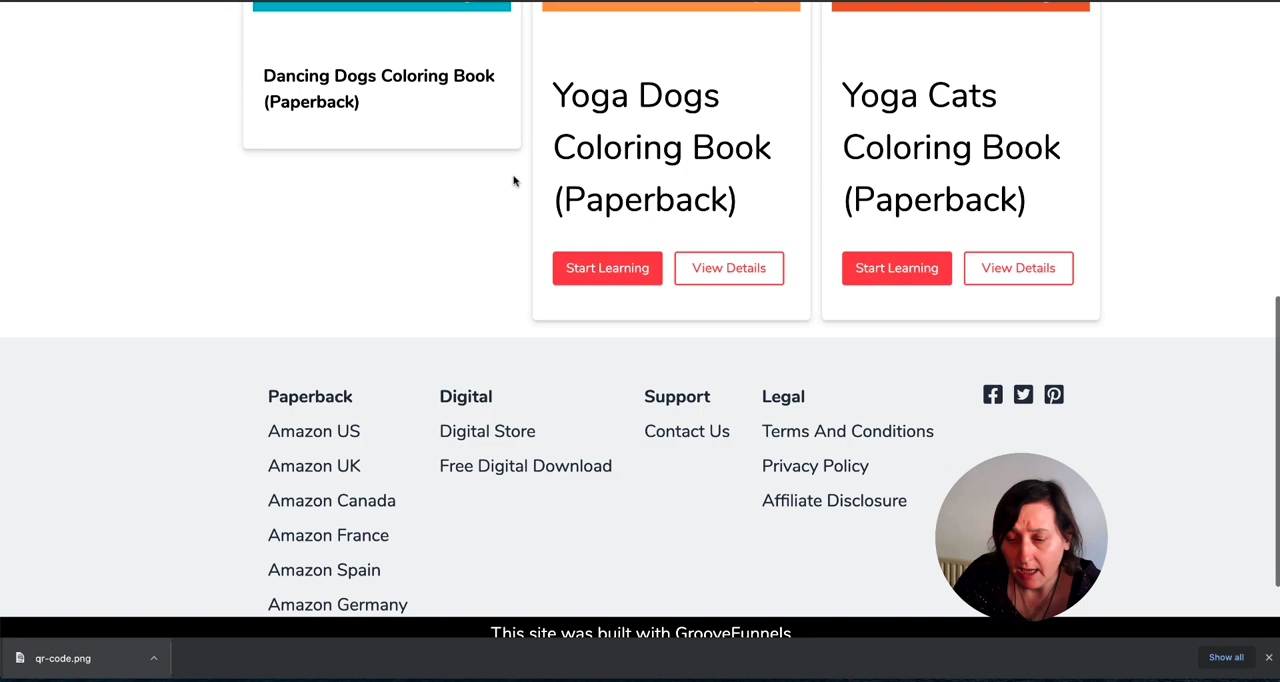 Dancing Dogs Coloring Book
(Paperback)
Yoga Dogs
Coloring Book
(Paperback)
Start Learning
View Details
Yoga Cats
Coloring Book
(Paperback)
Start Learning
View Details
Paperback
Amazon US
Amazon UK
Amazon Canada
Amazon France
Amazon Spain
Amazon Germany
Digital
Digital Store
Free Digital Download
Support
Contact Us
Legal
Terms And Conditions
Privacy Policy
Affiliate Disclosure
This site was built with GrooveFunnels
qr-code.png
Show all